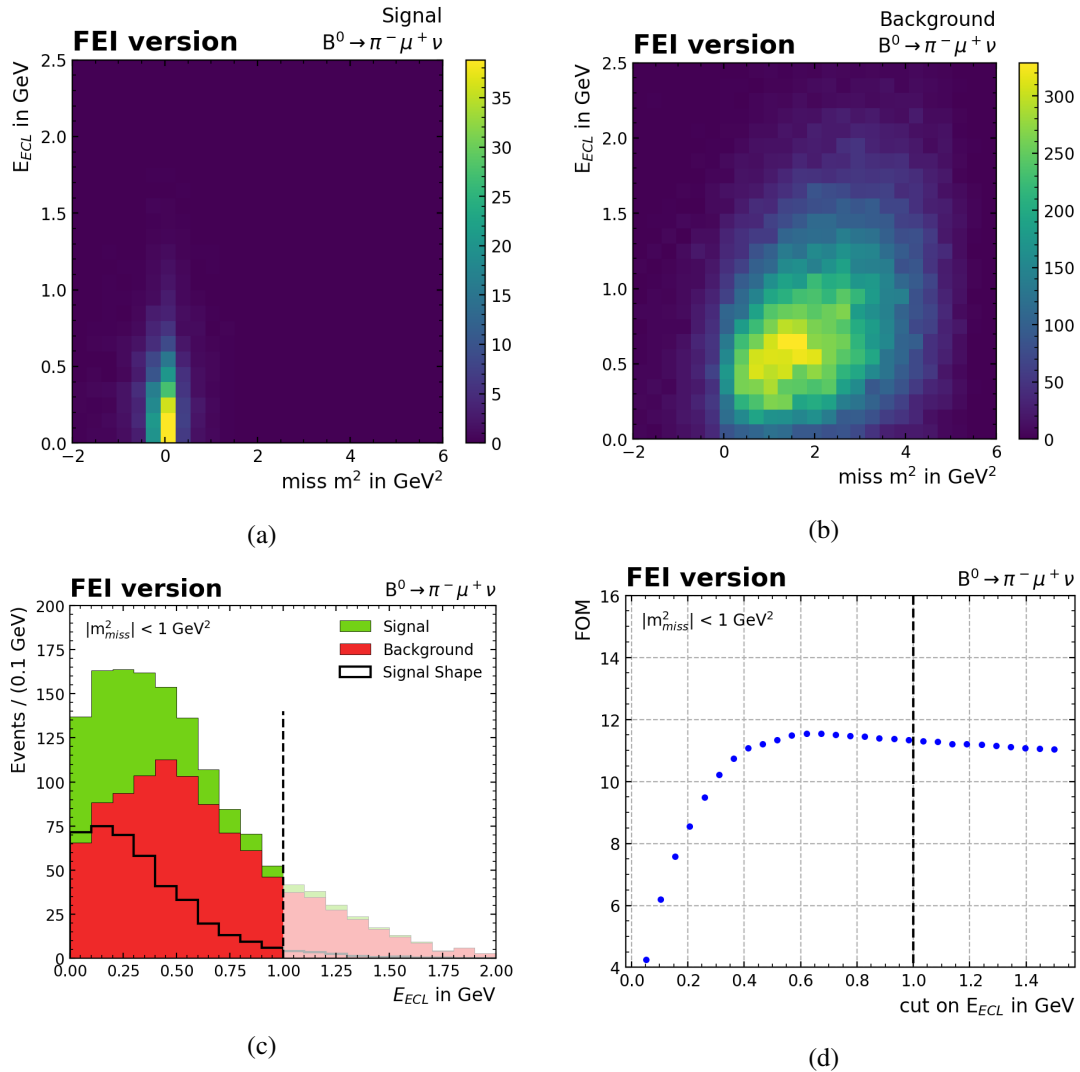 Signal
FEI version
B⁰ → π⁻ μ⁺ ν
E_ECL in GeV
2.5
2.0
1.5
1.0
0.5
0.0
−2 0 2 4 6
miss m² in GeV²
35
30
25
20
15
10
5
0
(a)
Background
FEI version
B⁰ → π⁻ μ⁺ ν
E_ECL in GeV
2.5
2.0
1.5
1.0
0.5
0.0
−2 0 2 4 6
miss m² in GeV²
300
250
200
150
100
50
0
(b)
FEI version
B⁰ → π⁻ μ⁺ ν
Events / (0.1 GeV)
200
175
150
125
100
75
50
25
0
|m²_miss| < 1 GeV²
Signal
Background
Signal Shape
0.00 0.25 0.50 0.75 1.00 1.25 1.50 1.75 2.00
E_ECL in GeV
(c)
FEI version
B⁰ → π⁻ μ⁺ ν
FOM
16
14
12
10
8
6
4
|m²_miss| < 1 GeV²
0.0 0.2 0.4 0.6 0.8 1.0 1.2 1.4
cut on E_ECL in GeV
(d)